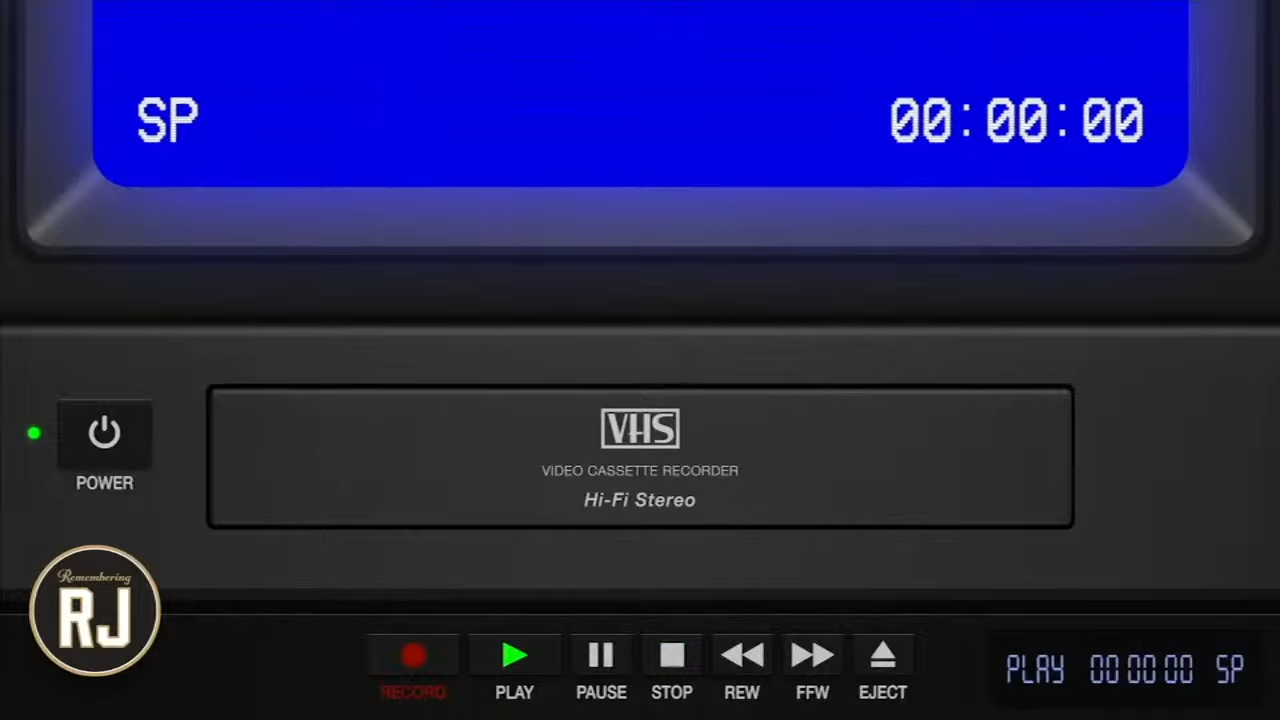 SP
00:00:00
VHS
VIDEO CASSETTE RECORDER
Hi-Fi Stereo
POWER
Remembering
RJ
RECORD
PLAY
PAUSE
STOP
REW
FFW
EJECT
PLAY 00 00 00 SP